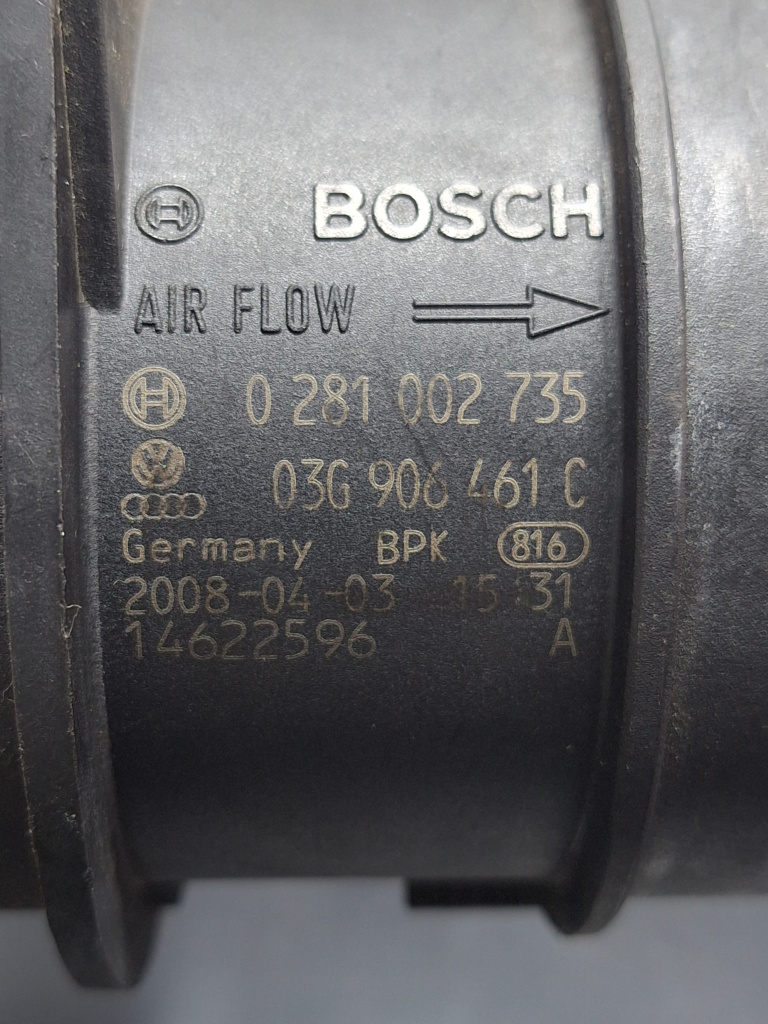 BOSCH
AIR FLOW
0 281 002 735
03G 906 461 C
Germany BPK 816
2008-04-03 15:31
14622596 A